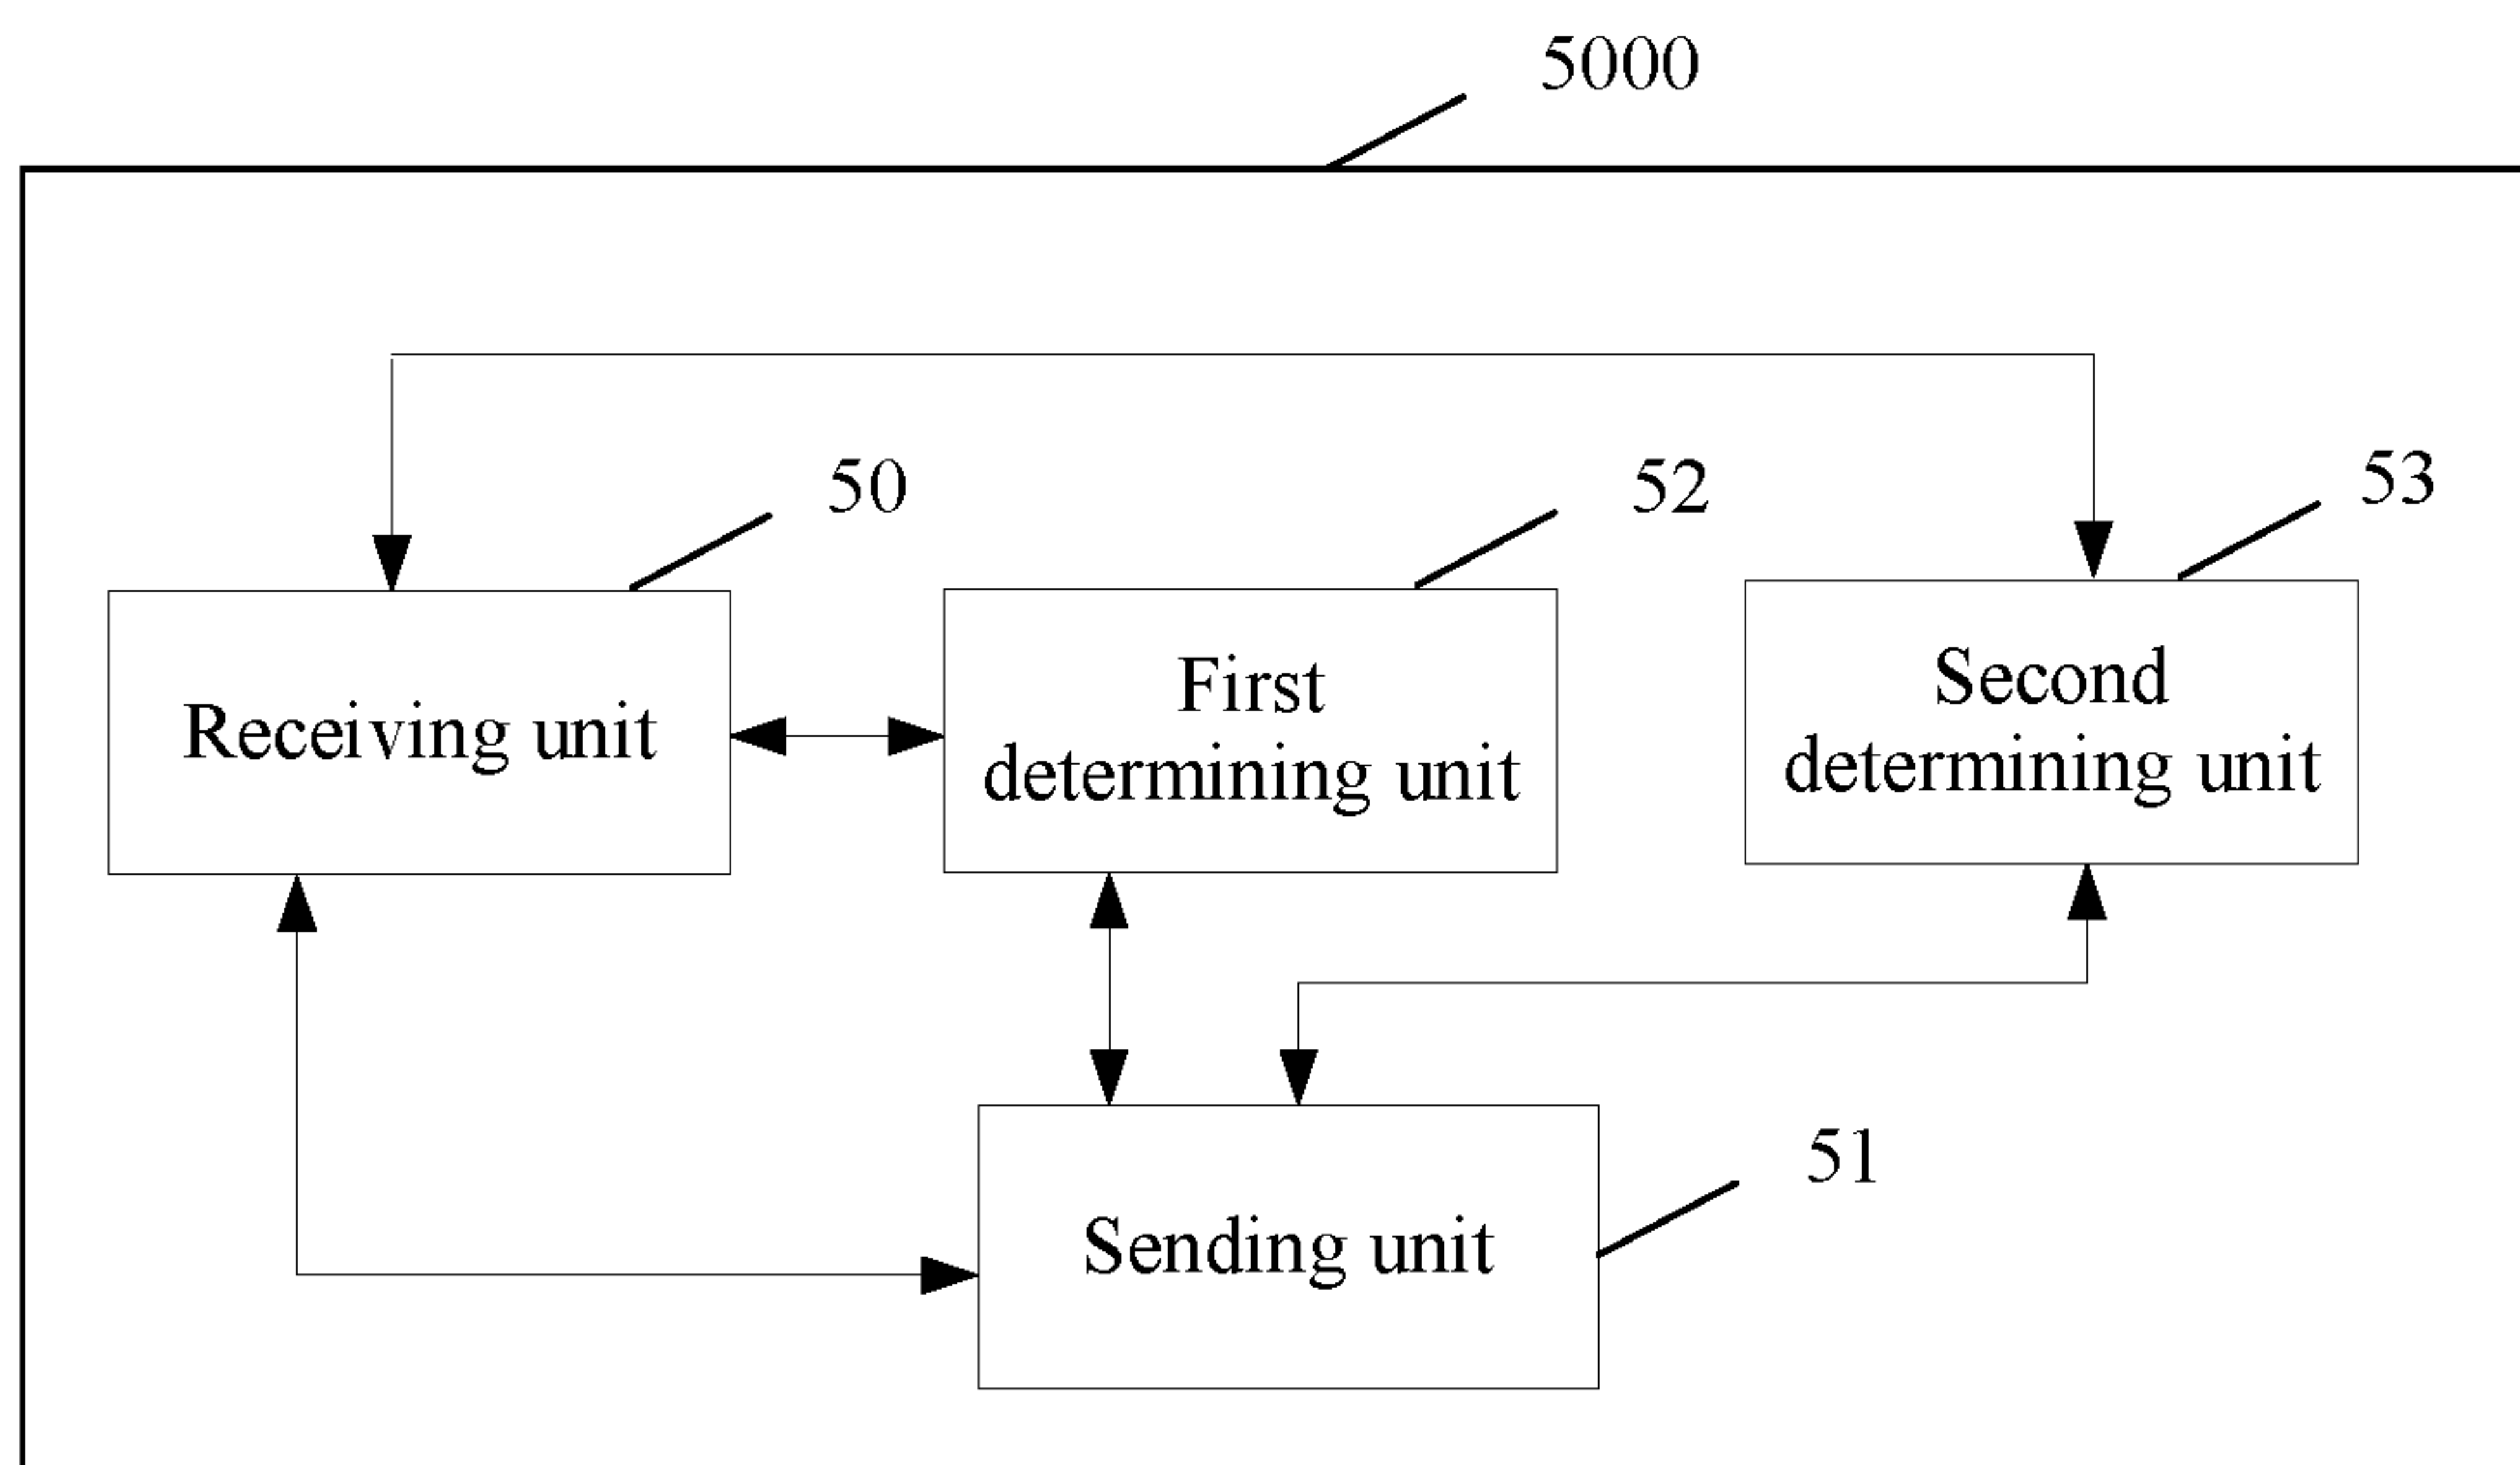 5000
50
52
53
Receiving unit
First
determining unit
Second
determining unit
51
Sending unit